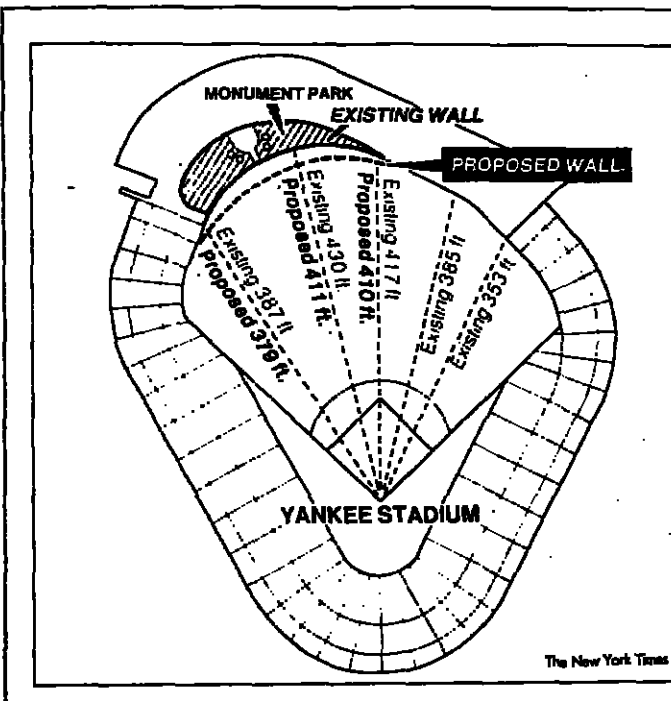 MONUMENT PARK
EXISTING WALL
PROPOSED WALL
Existing 387 ft
Proposed 379 ft.
Existing 430 ft.
Proposed 411 ft.
Existing 417 ft
Proposed 410 ft.
Existing 385 ft
Existing 353 ft
YANKEE STADIUM
The New York Times